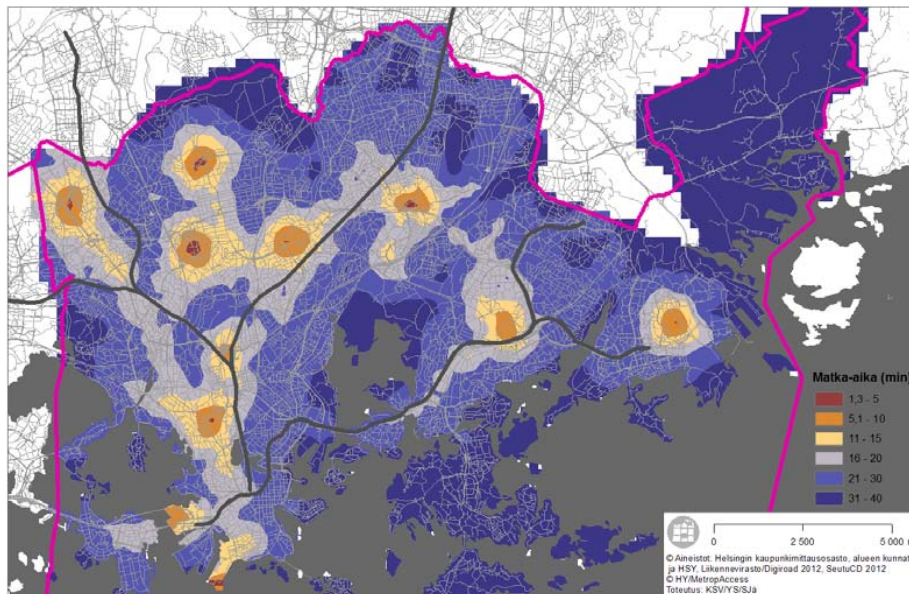 Matka-aika (min)
1,3 - 5
5,1 - 10
11 - 15
16 - 20
21 - 30
31 - 40
0 2 500 5 000
© Aineistot: Helsingin kaupunkimittausosasto, alueen kunnat
ja HSY, Liikennevirasto/Digiroad 2012, SeutuCD 2012
© HY/MetropAccess
Toteutus: KSV/YS/SJa